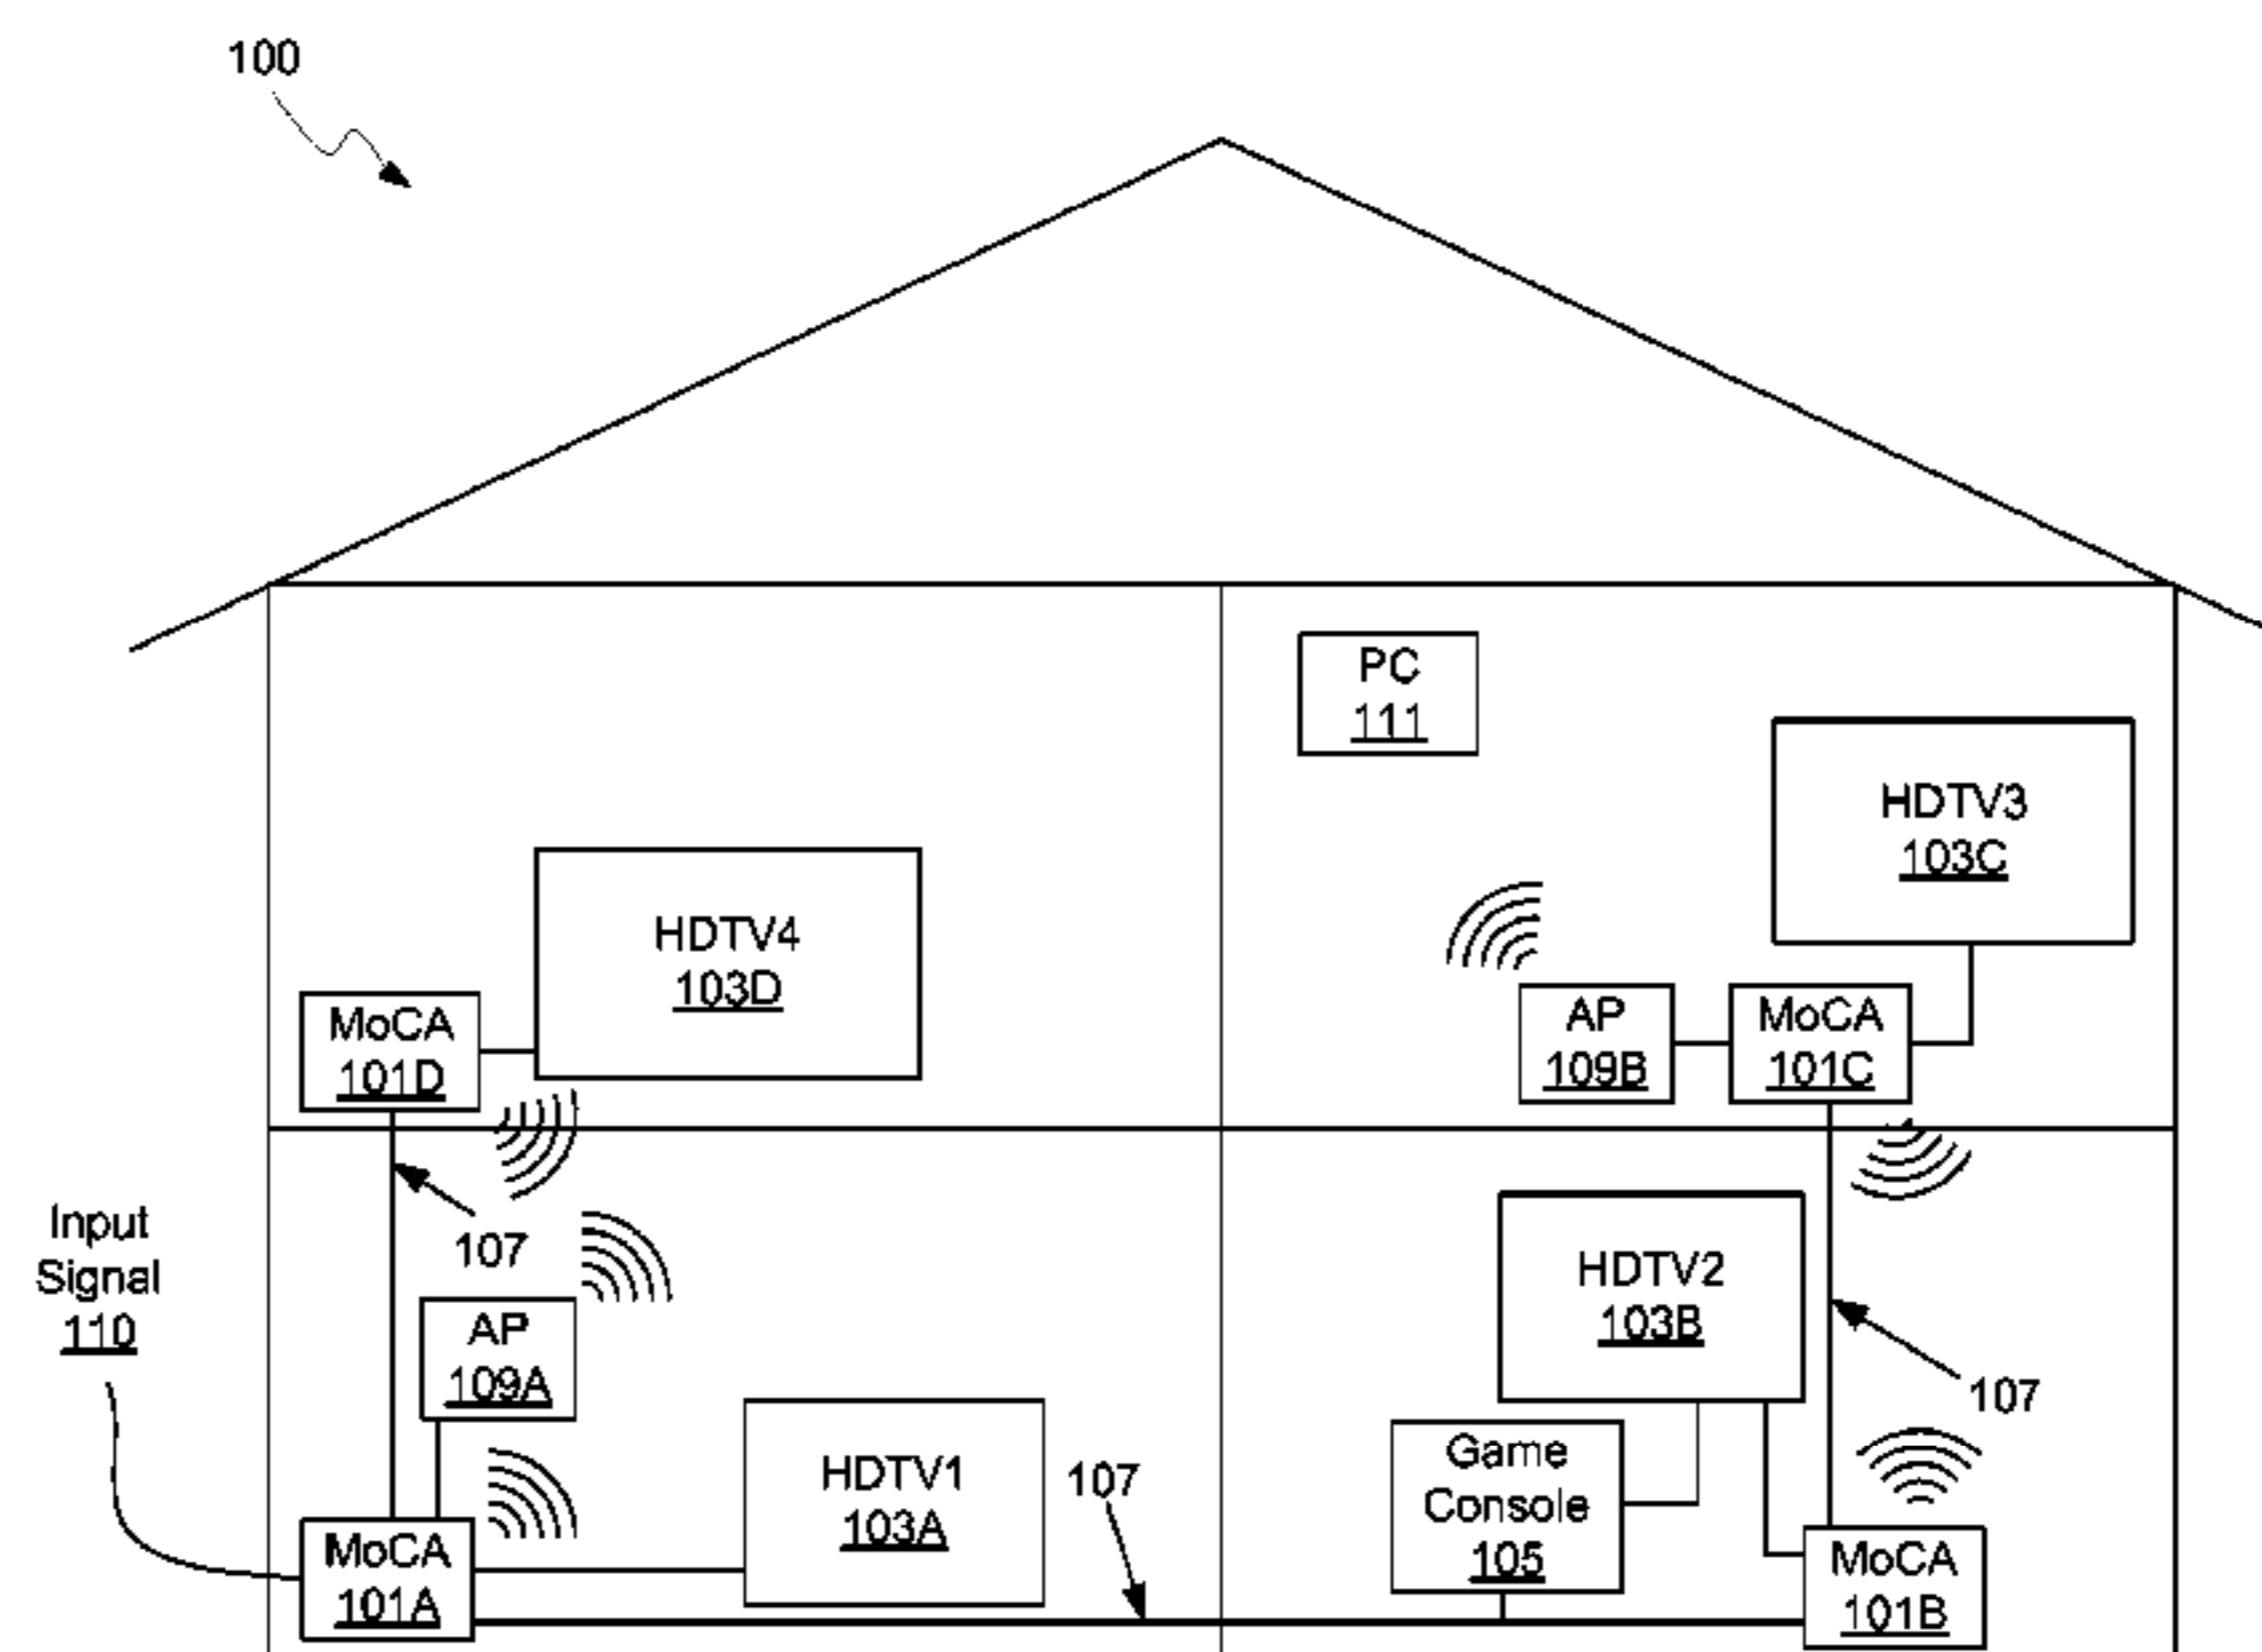 100
PC
111
HDTV3
103C
HDTV4
103D
MoCA
101D
AP
109B
MoCA
101C
107
Input
Signal
110
AP
109A
HDTV2
103B
107
HDTV1
103A
107
Game
Console
105
MoCA
101A
MoCA
101B